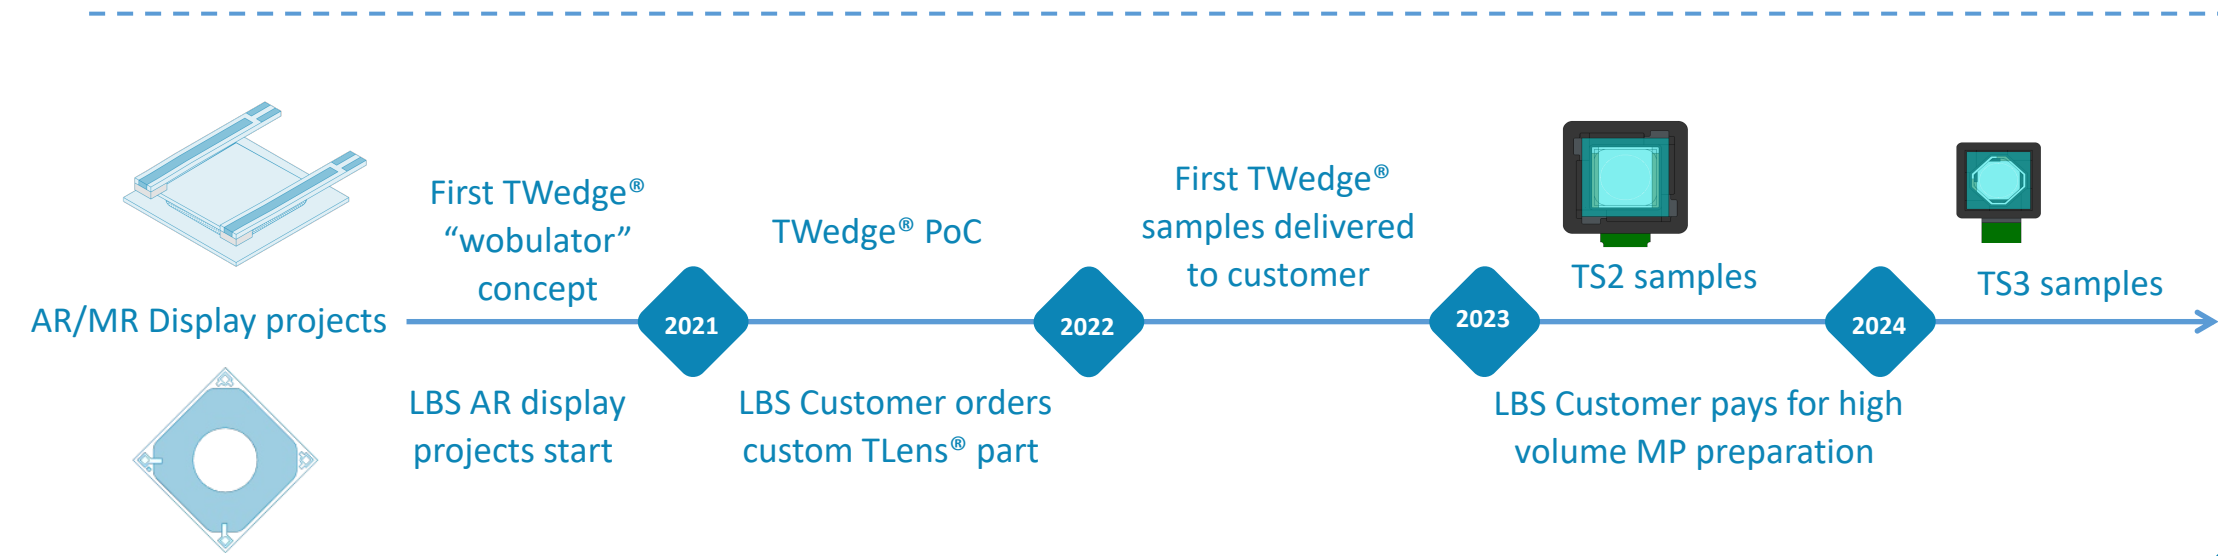 AR/MR Display projects
First TWedge®
“wobulator”
concept
LBS AR display
projects start
2021
TWedge® PoC
LBS Customer orders
custom TLens® part
2022
First TWedge®
samples delivered
to customer
2023
TS2 samples
LBS Customer pays for high
volume MP preparation
2024
TS3 samples